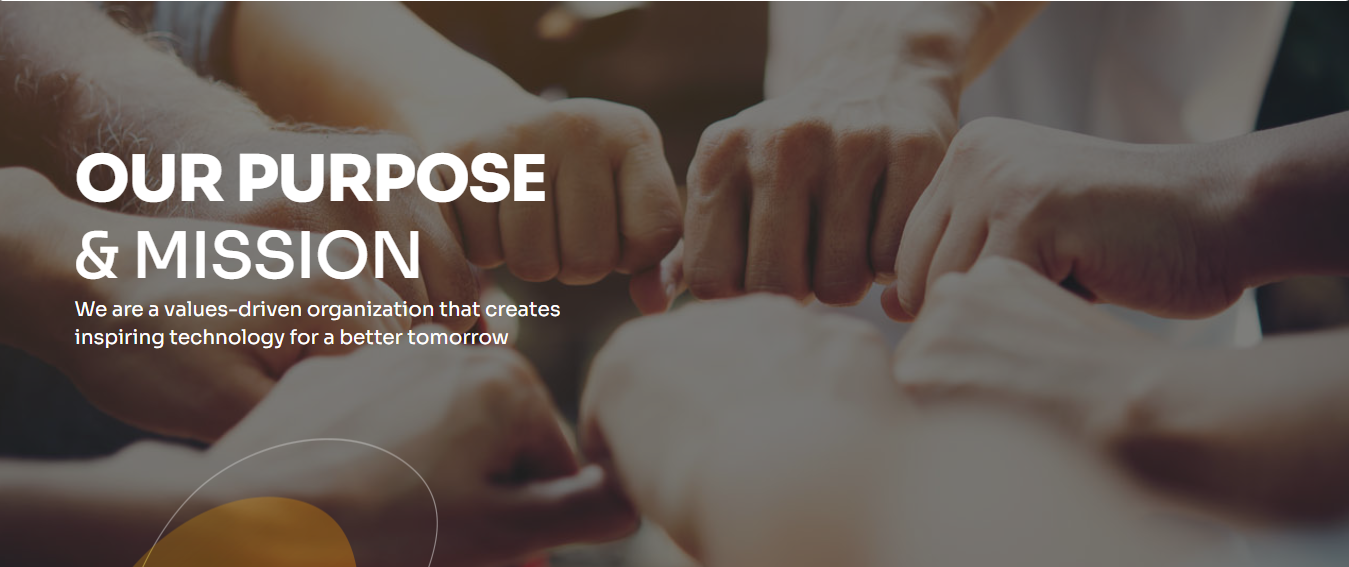 OUR PURPOSE
& MISSION
We are a values-driven organization that creates
inspiring technology for a better tomorrow